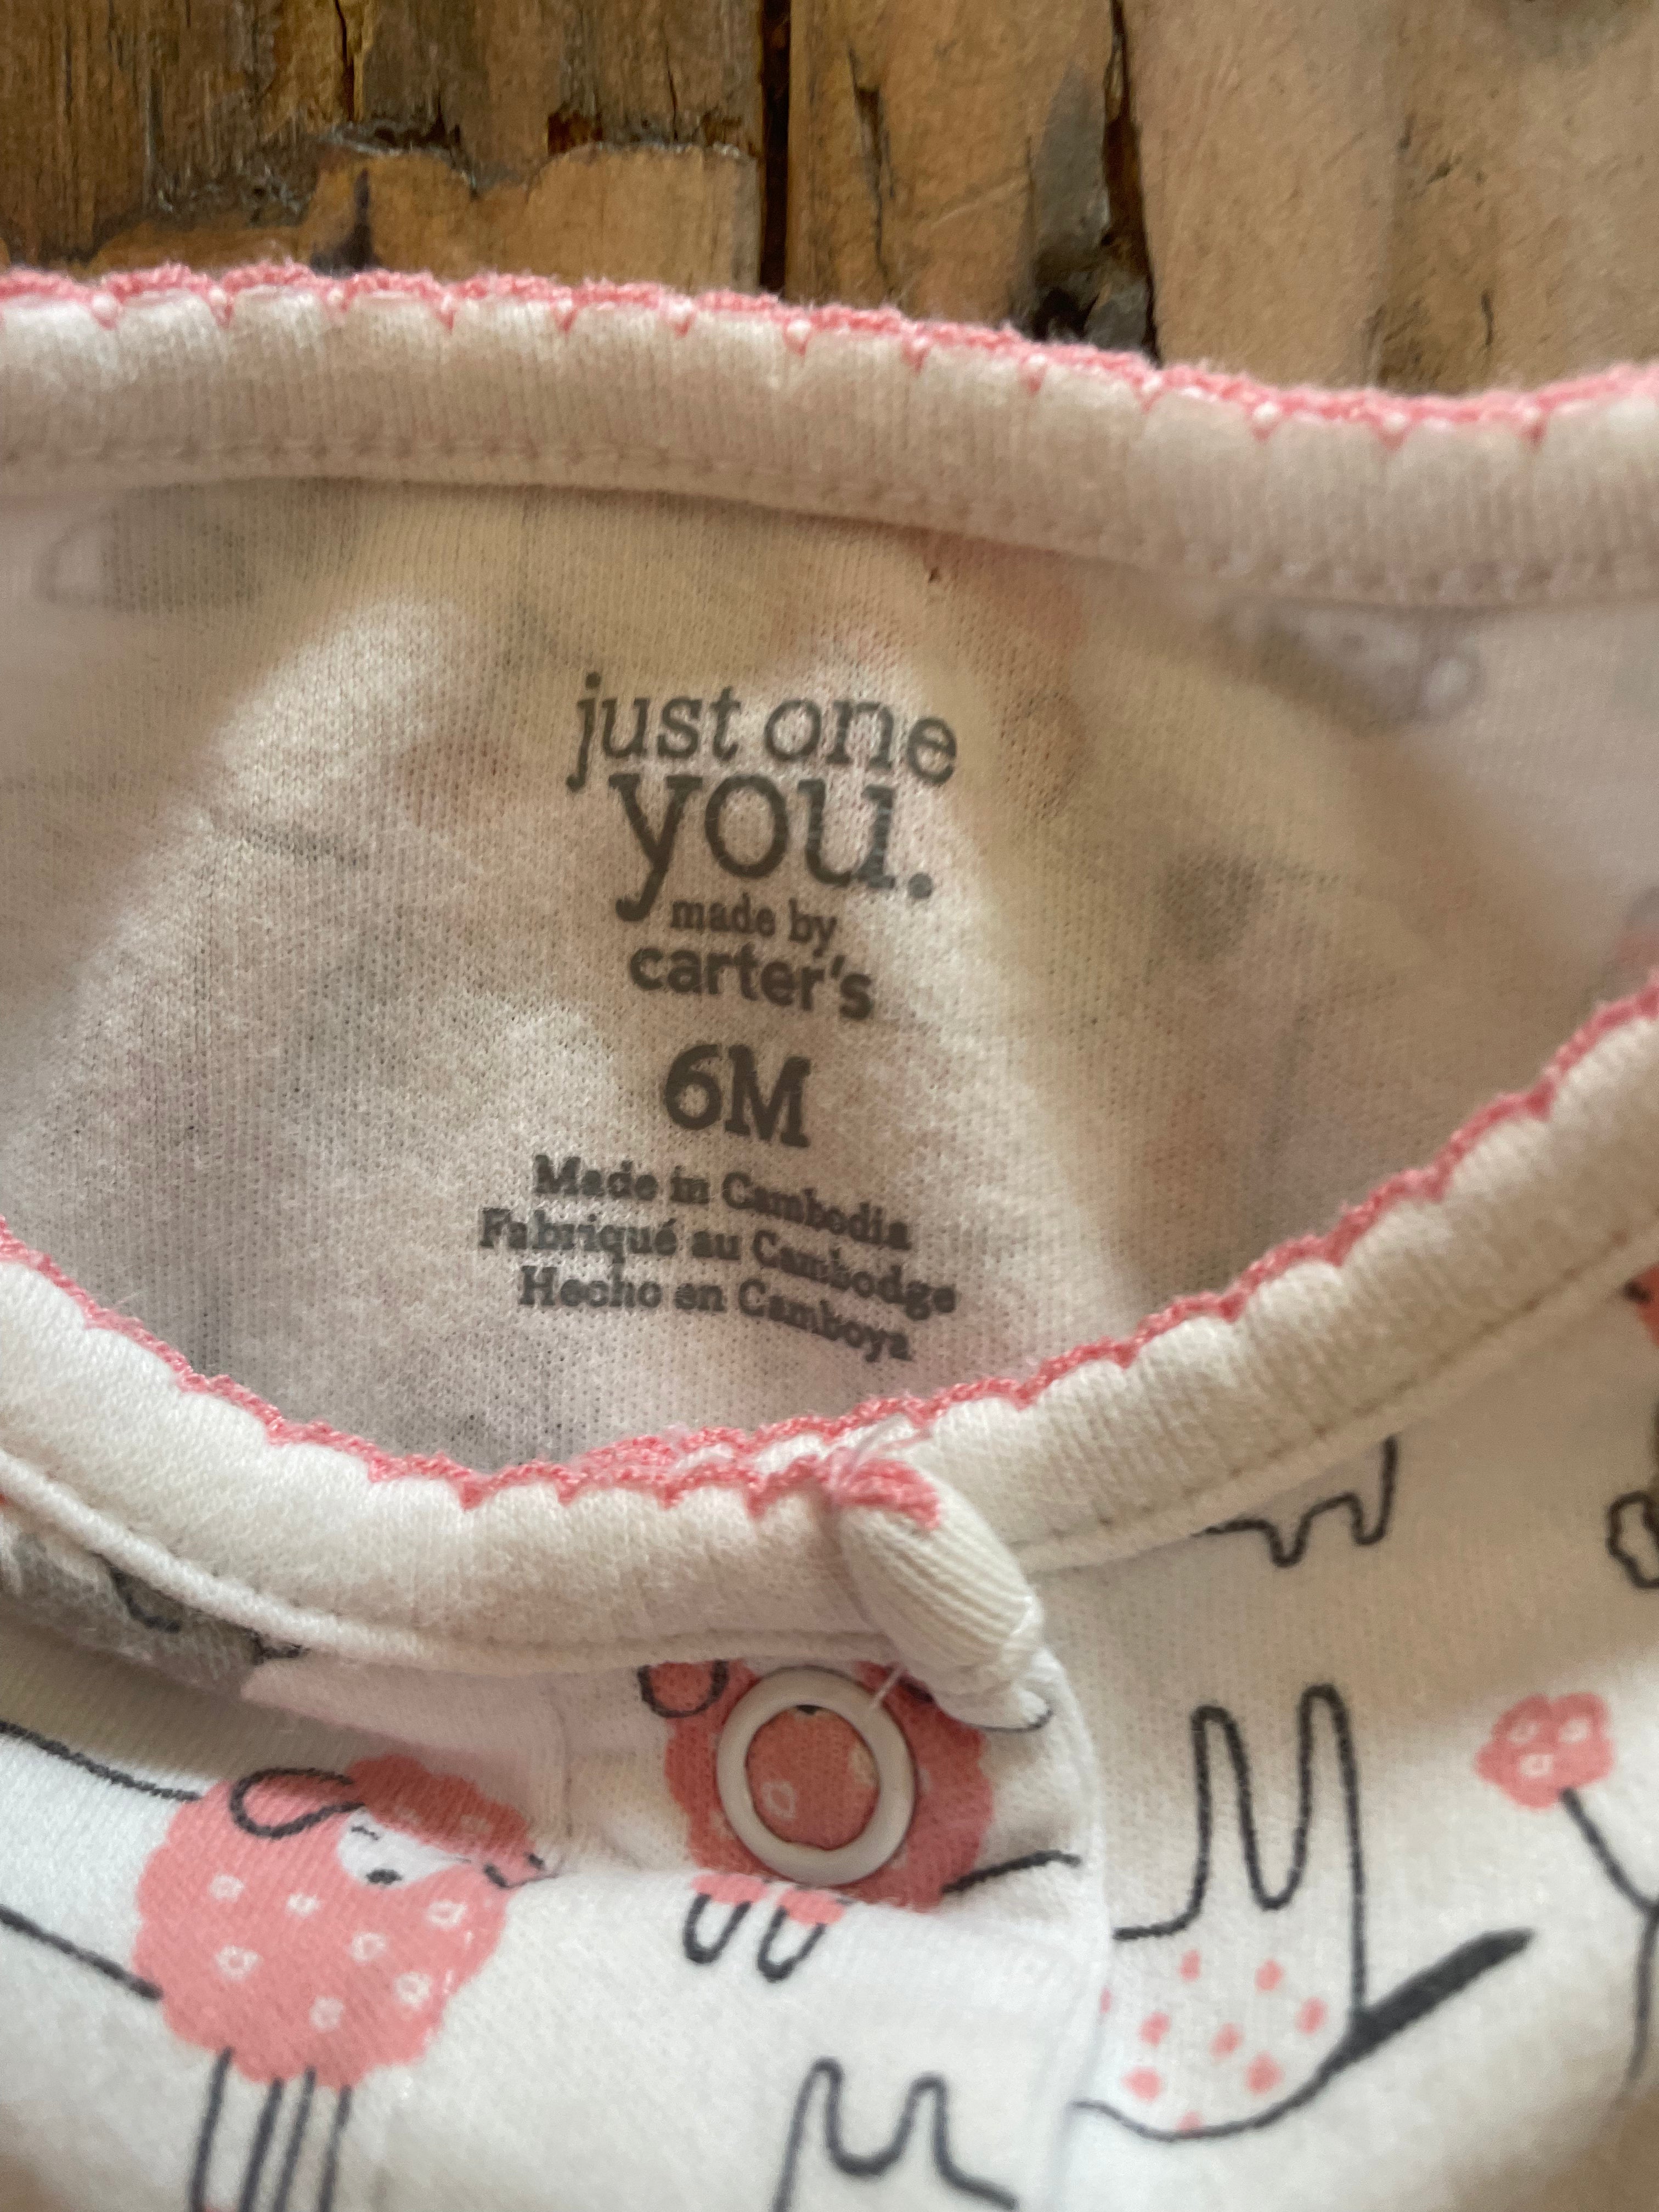 just one
you.
made by
carter's
6M
Made in Cambodia
Fabriqué au Cambodge
Hecho en Camboya